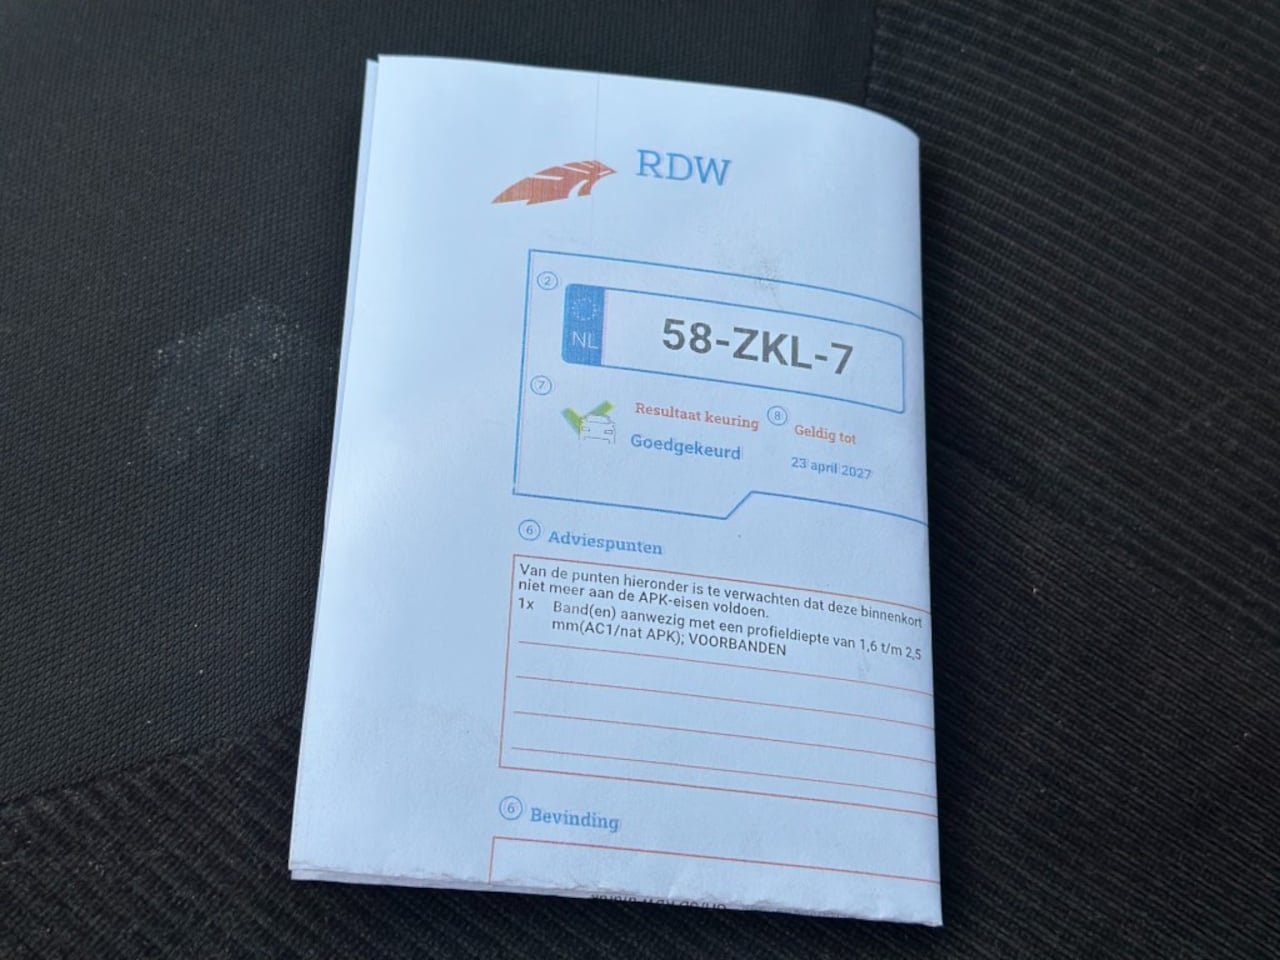 RDW
2
NL
58-ZKL-7
7
Resultaat keuring
Goedgekeurd
8
Geldig tot
23 april 2027
6 Adviespunten
Van de punten hieronder is te verwachten dat deze binnenkort
niet meer aan de APK-eisen voldoen.
1x Band(en) aanwezig met een profieldiepte van 1,6 t/m 2,5
mm(AC1/nat APK); VOORBANDEN
6 Bevinding